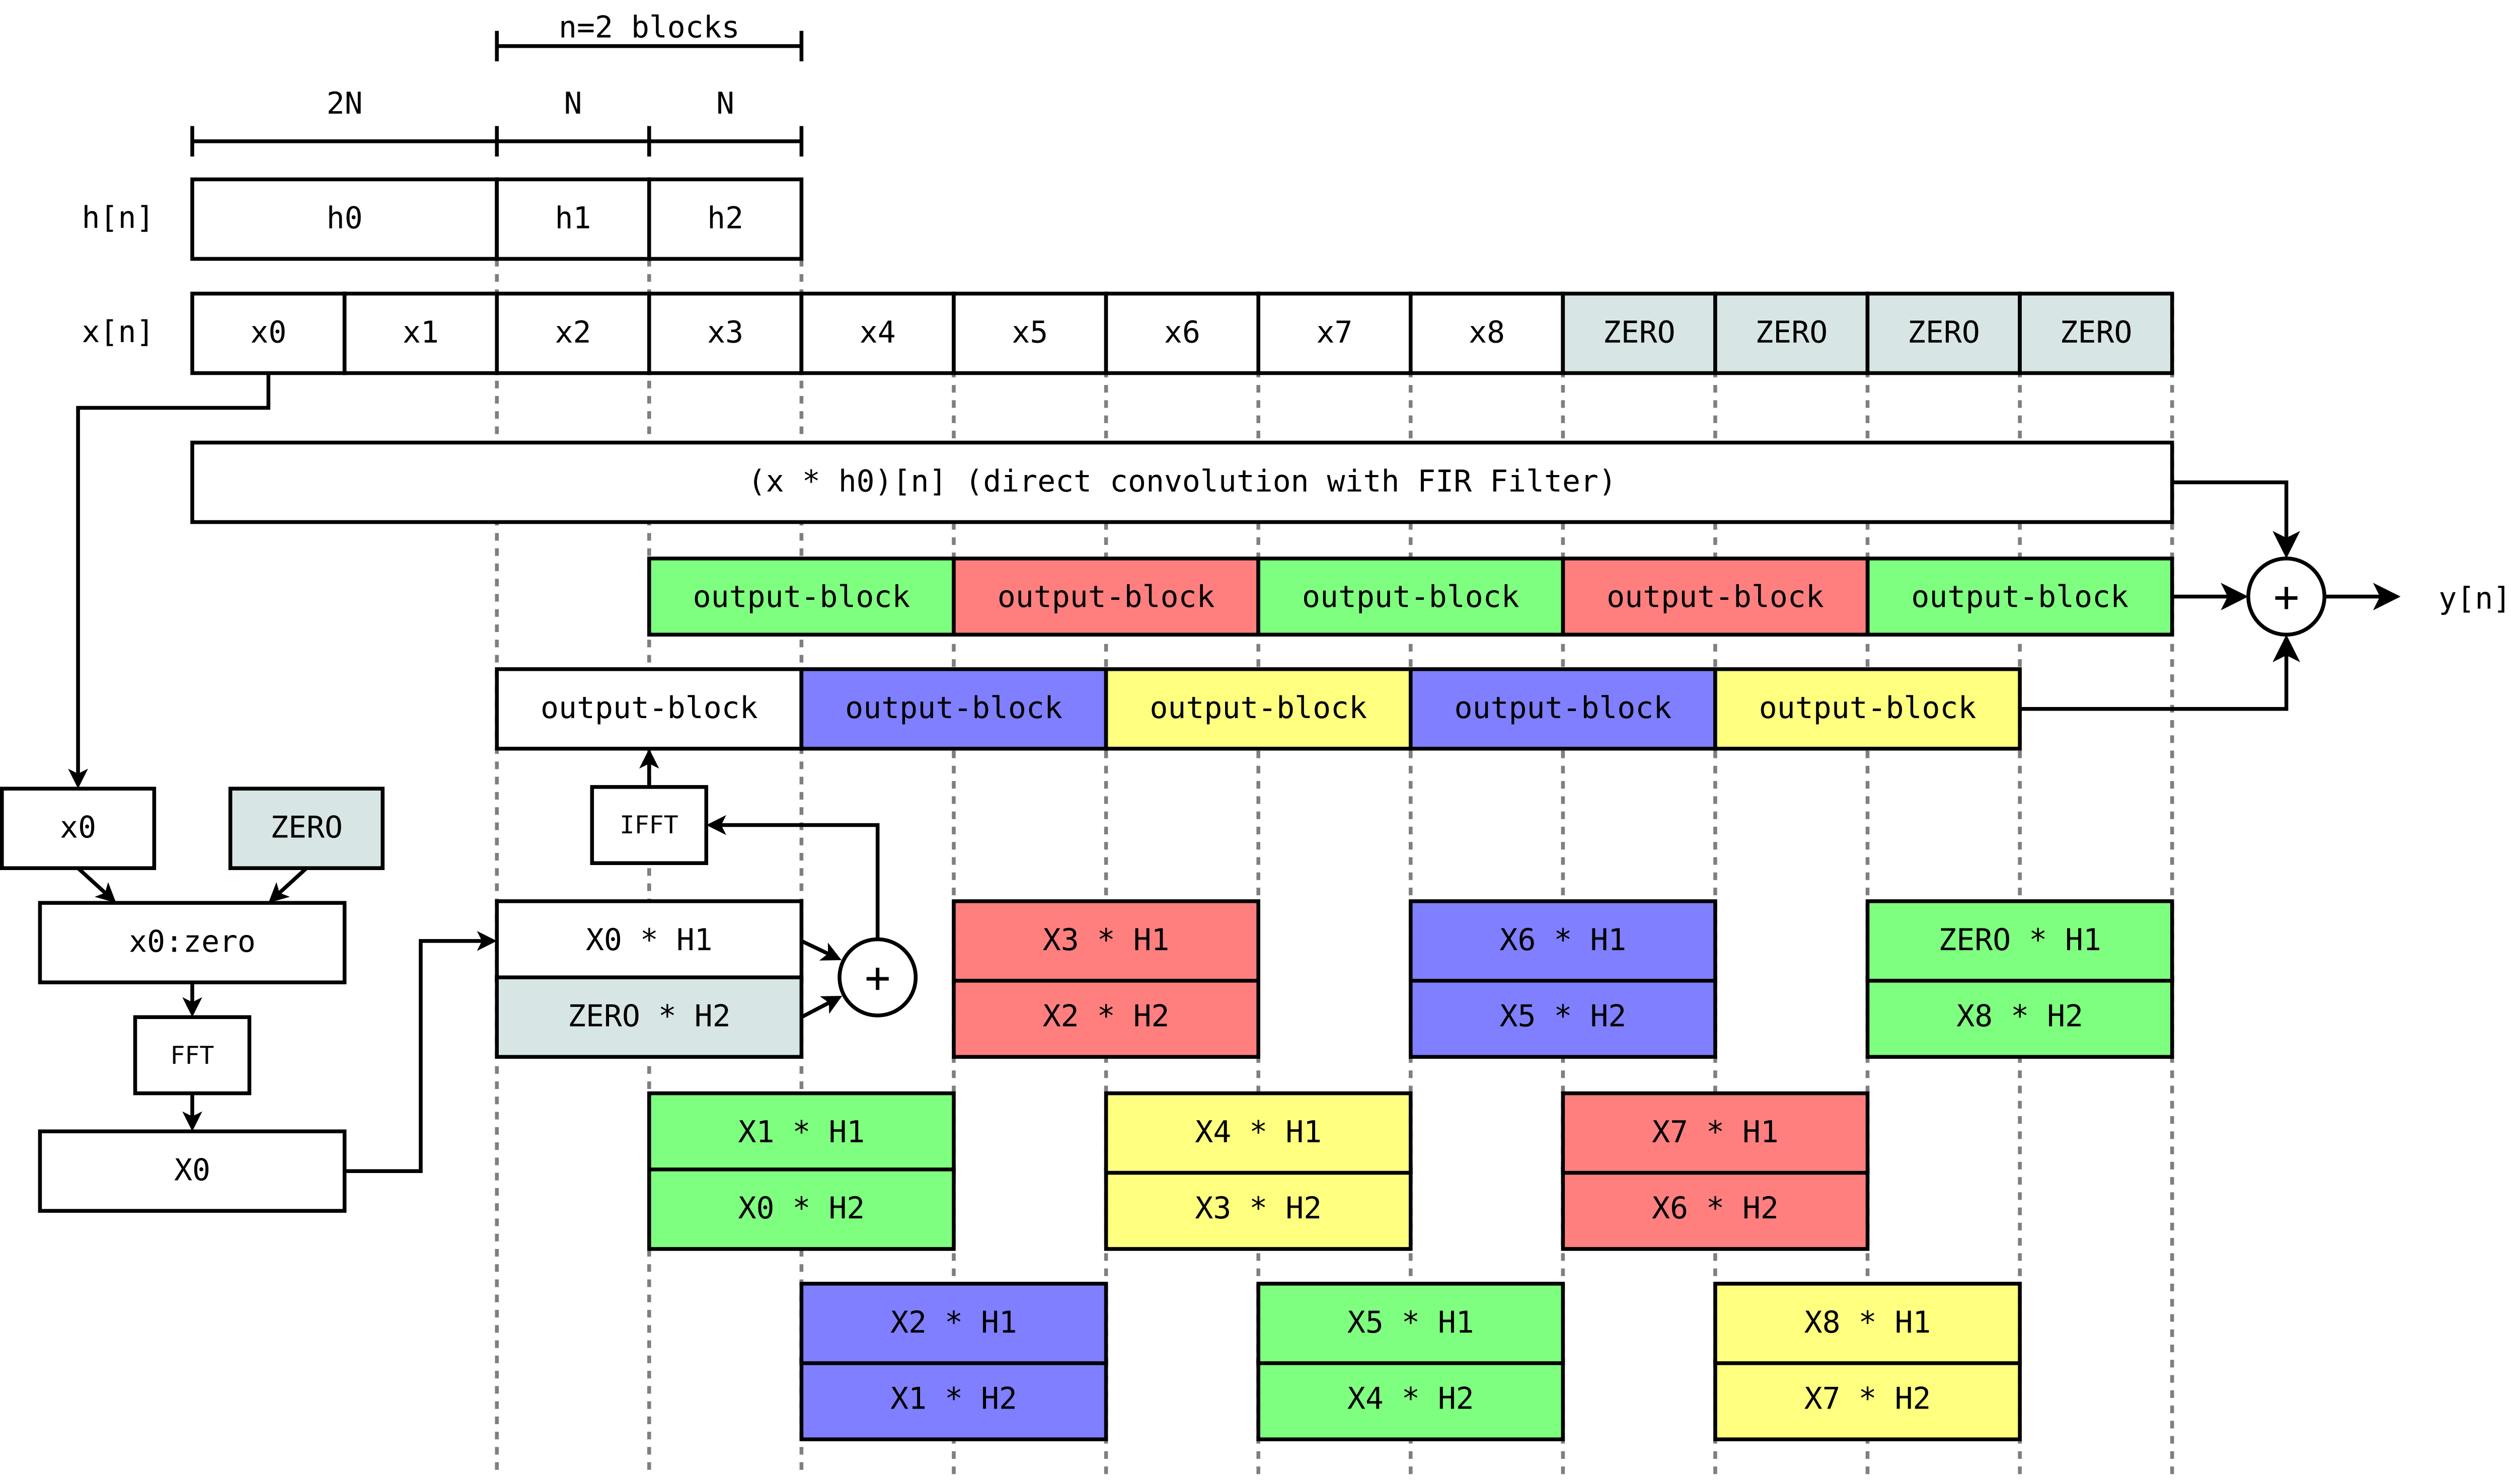 n=2 blocks
2N N N
h[n] h0 h1 h2
x[n] x0 x1 x2 x3 x4 x5 x6 x7 x8 ZERO ZERO ZERO ZERO
(x * h0)[n] (direct convolution with FIR Filter)
output-block output-block output-block output-block output-block + y[n]
output-block output-block output-block output-block output-block
x0 ZERO IFFT
x0:zero X0 * H1 X3 * H1 X6 * H1 ZERO * H1
+
ZERO * H2 X2 * H2 X5 * H2 X8 * H2
FFT
X1 * H1 X4 * H1 X7 * H1
X0
X0 * H2 X3 * H2 X6 * H2
X2 * H1 X5 * H1 X8 * H1
X1 * H2 X4 * H2 X7 * H2